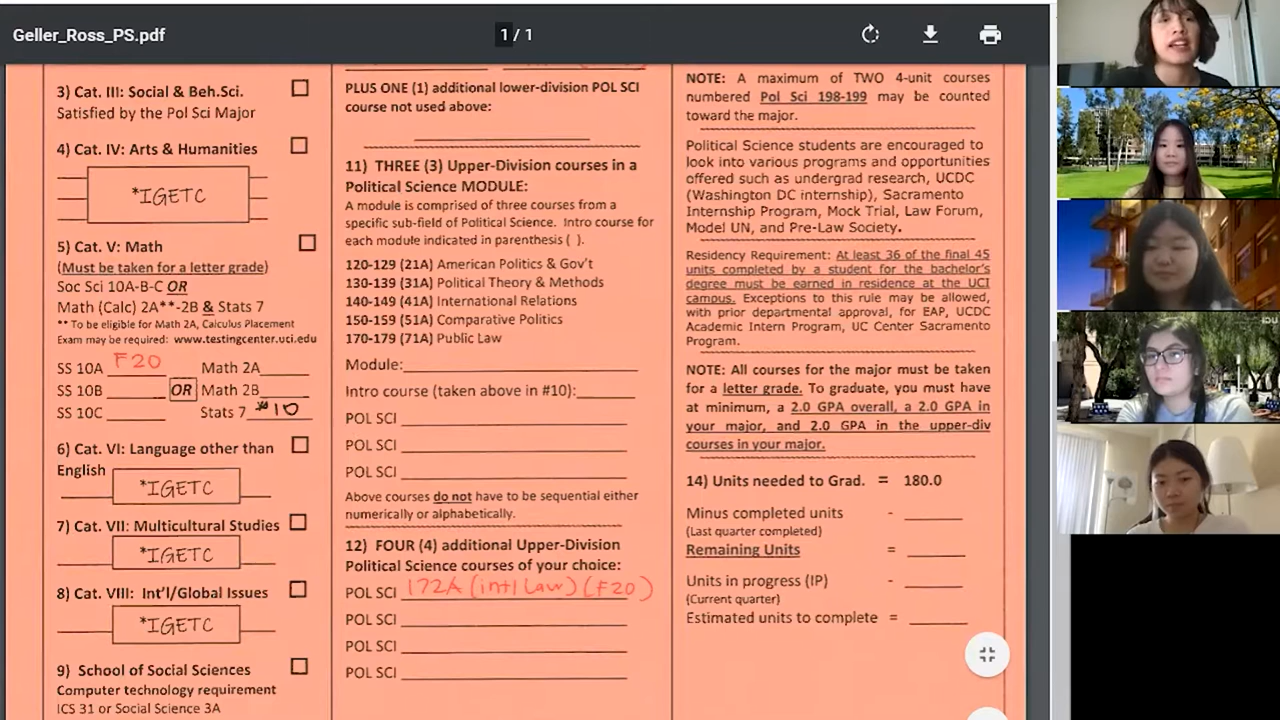 Geller_Ross_PS.pdf
1 / 1
3) Cat. III: Social & Beh.Sci.
Satisfied by the Pol Sci Major
4) Cat. IV: Arts & Humanities
*IGETC
5) Cat. V: Math
(Must be taken for a letter grade)
Soc Sci 10A-B-C OR
Math (Calc) 2A**-2B & Stats 7
** To be eligible for Math 2A, Calculus Placement
Exam may be required: www.testingcenter.uci.edu
SS 10A F20 Math 2A
SS 10B OR Math 2B
SS 10C Stats 7 *10
6) Cat. VI: Language other than
English
*IGETC
7) Cat. VII: Multicultural Studies
*IGETC
8) Cat. VIII: Int'l/Global Issues
*IGETC
9) School of Social Sciences
Computer technology requirement
ICS 31 or Social Science 3A
PLUS ONE (1) additional lower-division POL SCI
course not used above:
11) THREE (3) Upper-Division courses in a
Political Science MODULE:
A module is comprised of three courses from a
specific sub-field of Political Science. Intro course for
each module indicated in parenthesis ( ).
120-129 (21A) American Politics & Gov't
130-139 (31A) Political Theory & Methods
140-149 (41A) International Relations
150-159 (51A) Comparative Politics
170-179 (71A) Public Law
Module:
Intro course (taken above in #10):
POL SCI
POL SCI
POL SCI
Above courses do not have to be sequential either
numerically or alphabetically.
12) FOUR (4) additional Upper-Division
Political Science courses of your choice:
POL SCI 172A (intl Law) (F20)
POL SCI
POL SCI
POL SCI
NOTE: A maximum of TWO 4-unit courses
numbered Pol Sci 198-199 may be counted
toward the major.
Political Science students are encouraged to
look into various programs and opportunities
offered such as undergrad research, UCDC
(Washington DC internship), Sacramento
Internship Program, Mock Trial, Law Forum,
Model UN, and Pre-Law Society.
Residency Requirement: At least 36 of the final 45
units completed by a student for the bachelor's
degree must be earned in residence at the UCI
campus. Exceptions to this rule may be allowed,
with prior departmental approval, for EAP, UCDC
Academic Intern Program, UC Center Sacramento
Program.
NOTE: All courses for the major must be taken
for a letter grade. To graduate, you must have
at minimum, a 2.0 GPA overall, a 2.0 GPA in
your major, and 2.0 GPA in the upper-div
courses in your major.
14) Units needed to Grad. = 180.0
Minus completed units -
(Last quarter completed)
Remaining Units =
Units in progress (IP) -
(Current quarter)
Estimated units to complete =